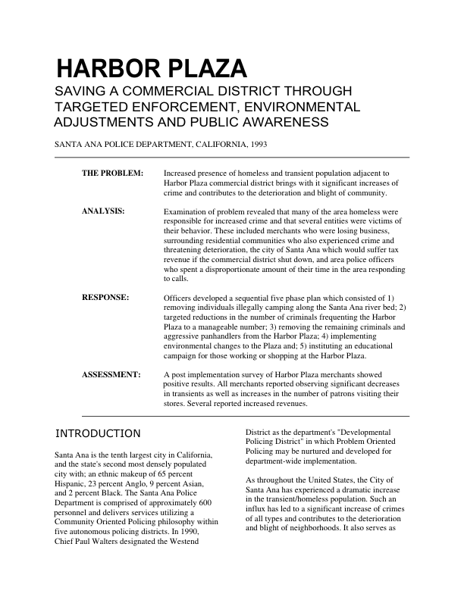 HARBOR PLAZA
SAVING A COMMERCIAL DISTRICT THROUGH
TARGETED ENFORCEMENT, ENVIRONMENTAL
ADJUSTMENTS AND PUBLIC AWARENESS
SANTA ANA POLICE DEPARTMENT, CALIFORNIA, 1993
THE PROBLEM: Increased presence of homeless and transient population adjacent to
Harbor Plaza commercial district brings with it significant increases of
crime and contributes to the deterioration and blight of community.
ANALYSIS: Examination of problem revealed that many of the area homeless were
responsible for increased crime and that several entities were victims of
their behavior. These included merchants who were losing business,
surrounding residential communities who also experienced crime and
threatening deterioration, the city of Santa Ana which would suffer tax
revenue if the commercial district shut down, and area police officers
who spent a disproportionate amount of their time in the area responding
to calls.
RESPONSE: Officers developed a sequential five phase plan which consisted of 1)
removing individuals illegally camping along the Santa Ana river bed; 2)
targeted reductions in the number of criminals frequenting the Harbor
Plaza to a manageable number; 3) removing the remaining criminals and
aggressive panhandlers from the Harbor Plaza; 4) implementing
environmental changes to the Plaza and; 5) instituting an educational
campaign for those working or shopping at the Harbor Plaza.
ASSESSMENT: A post implementation survey of Harbor Plaza merchants showed
positive results. All merchants reported observing significant decreases
in transients as well as increases in the number of patrons visiting their
stores. Several reported increased revenues.
INTRODUCTION
Santa Ana is the tenth largest city in California,
and the state's second most densely populated
city with; an ethnic makeup of 65 percent
Hispanic, 23 percent Anglo, 9 percent Asian,
and 2 percent Black. The Santa Ana Police
Department is comprised of approximately 600
personnel and delivers services utilizing a
Community Oriented Policing philosophy within
five autonomous policing districts. In 1990,
Chief Paul Walters designated the Westend
District as the department's "Developmental
Policing District" in which Problem Oriented
Policing may be nurtured and developed for
department-wide implementation.
As throughout the United States, the City of
Santa Ana has experienced a dramatic increase
in the transient/homeless population. Such an
influx has led to a significant increase of crimes
of all types and contributes to the deterioration
and blight of neighborhoods. It also serves as